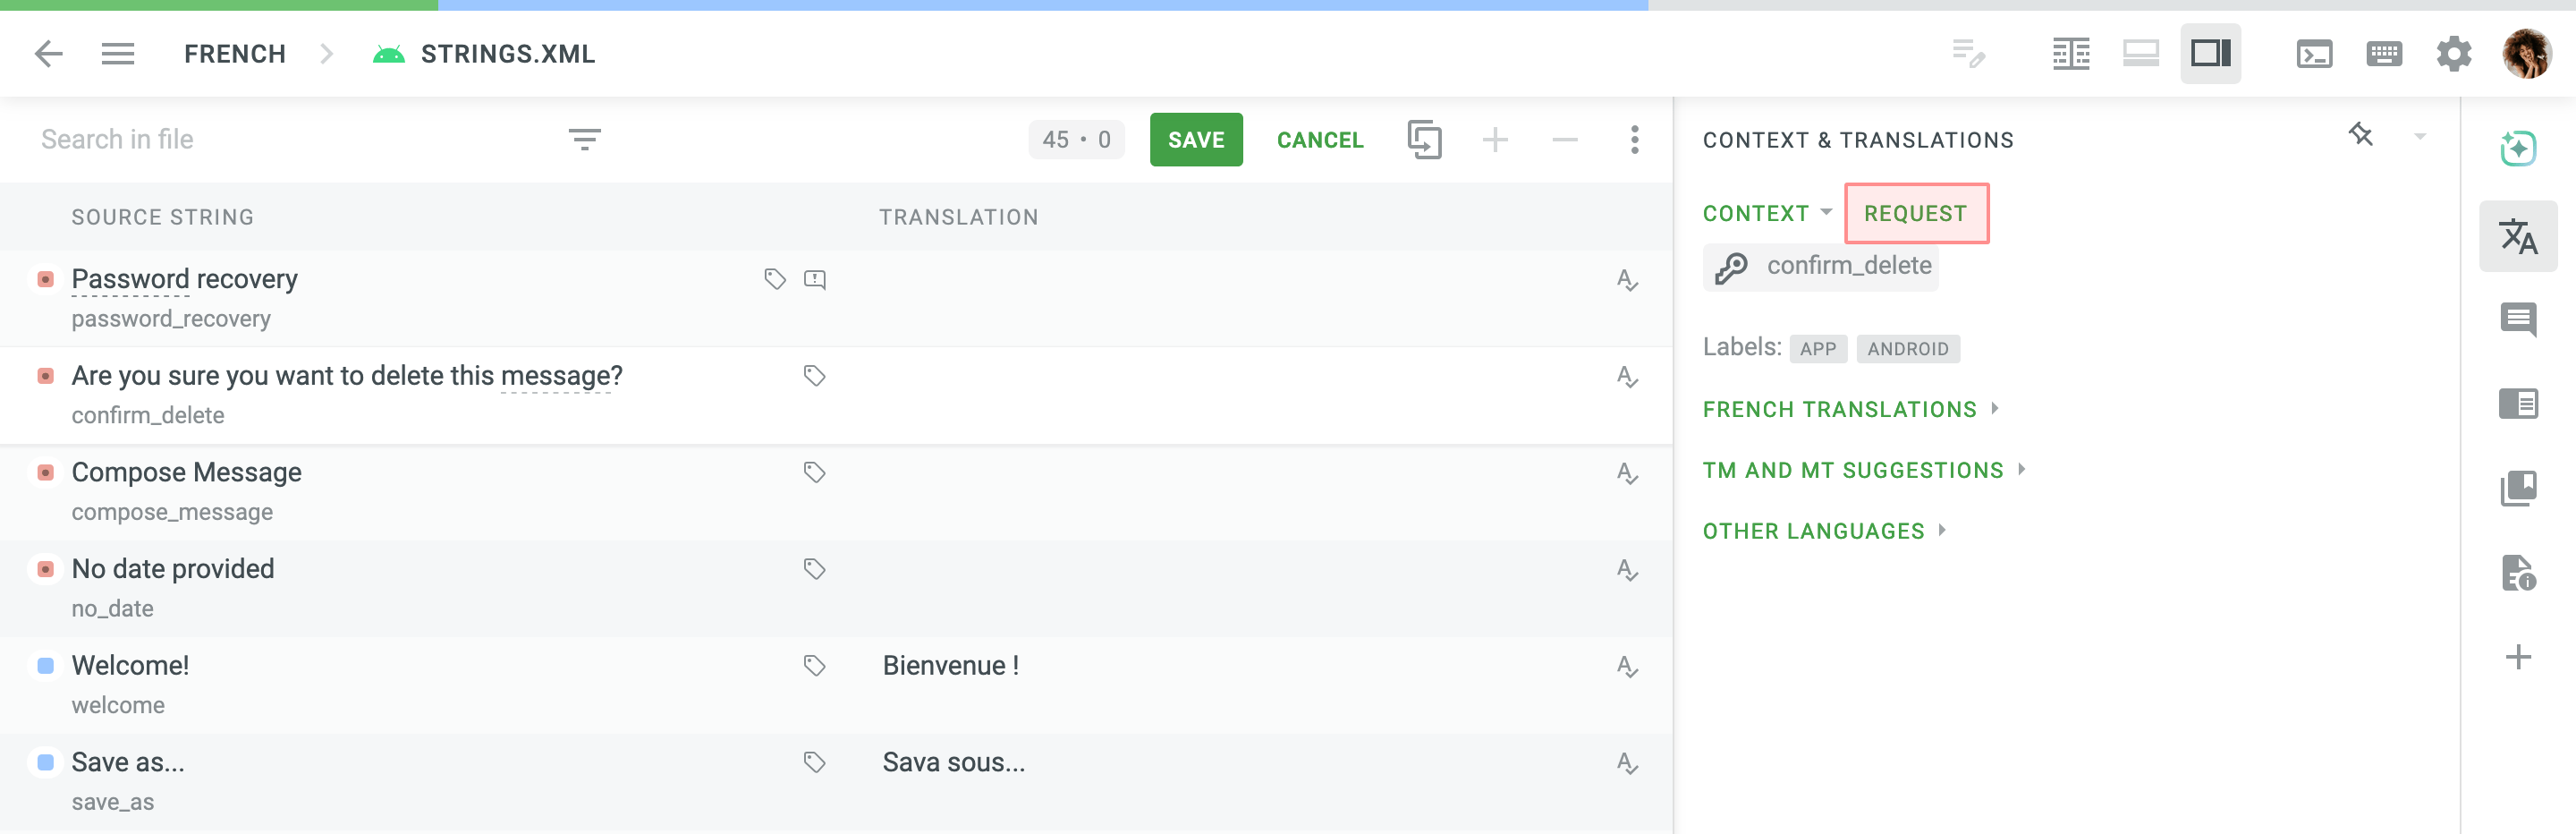 FRENCH STRINGS.XML
Search in file
45 • 0 SAVE CANCEL
SOURCE STRING TRANSLATION
Password recovery
password_recovery
Are you sure you want to delete this message?
confirm_delete
Compose Message
compose_message
No date provided
no_date
Welcome! Bienvenue !
welcome
Save as... Sava sous...
save_as
CONTEXT & TRANSLATIONS
CONTEXT REQUEST
confirm_delete
Labels: APP ANDROID
FRENCH TRANSLATIONS
TM AND MT SUGGESTIONS
OTHER LANGUAGES